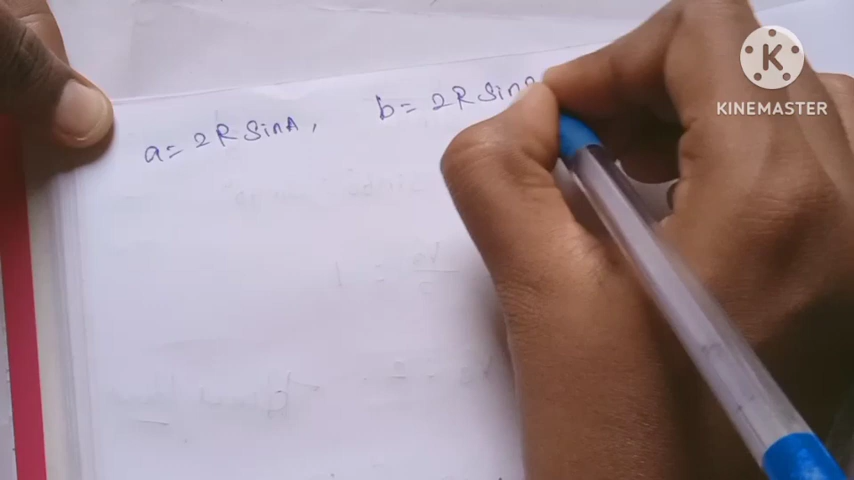 a = 2R SinA, b = 2R Sin
KINEMASTER